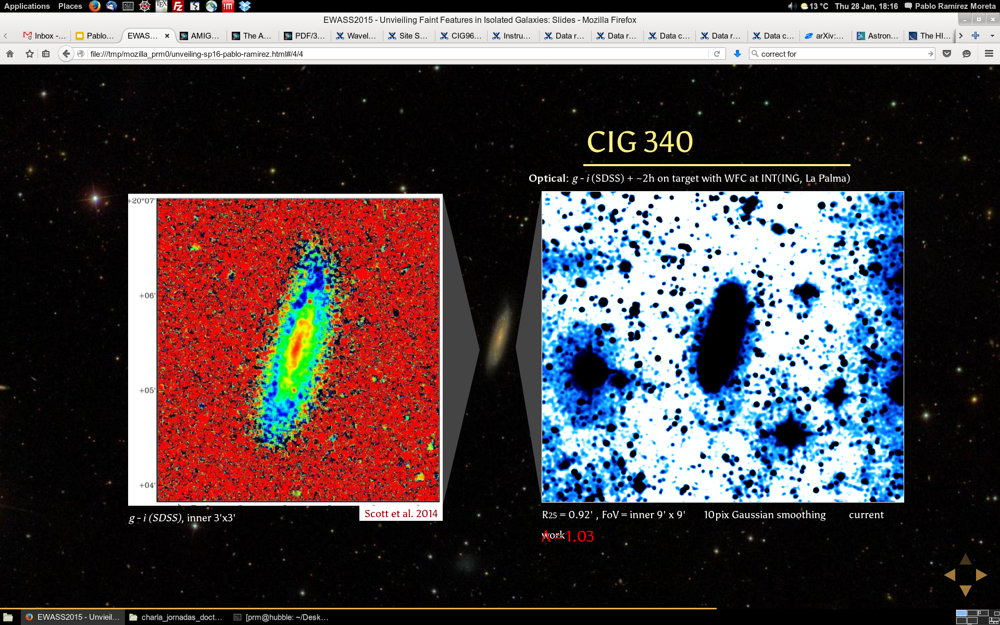 Applications Places
13 °C Thu 28 Jan, 18:16 Pablo Ramírez Moreta
EWASS2015 - Unvieiling Faint Features in Isolated Galaxies: Slides - Mozilla Firefox
Inbox -... Pablo... EWAS... AMIG... The A... PDF/3... Wavel... Site S... CIG96... Instru... Data r... Data r... Data c... Data r... Data c... arXiv:... Astron... The HI...
file:///tmp/mozilla_prm0/unveiling-sp16-pablo-ramirez.html#/4/4
correct for
CIG 340
Optical: g - i (SDSS) + ~2h on target with WFC at INT(ING, La Palma)
+20°07'
+06'
+05'
+04'
Scott et al. 2014
g - i (SDSS), inner 3'x3'
R25 = 0.92' , FoV = inner 9' x 9' 10pix Gaussian smoothing current
work
A = 1.03
EWASS2015 - Unvieil... charla_jornadas_doct... [prm@hubble: ~/Desk...